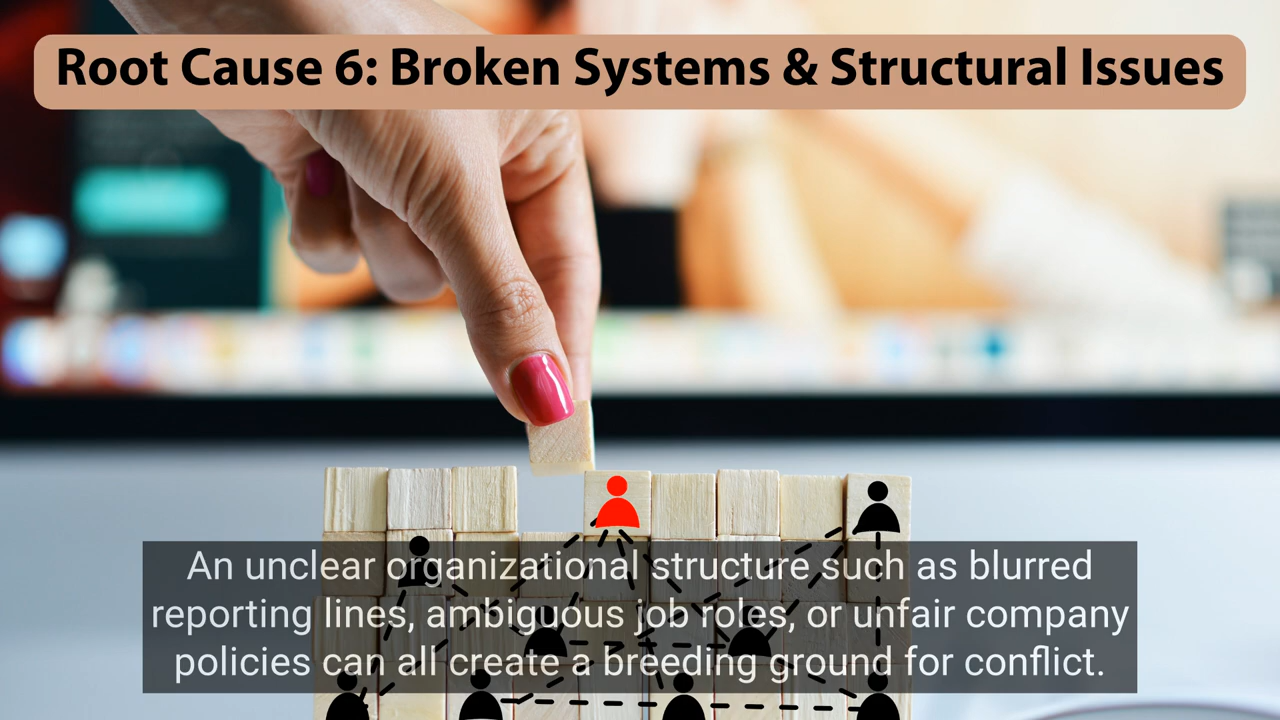 Root Cause 6: Broken Systems & Structural Issues
An unclear organizational structure such as blurred
reporting lines, ambiguous job roles, or unfair company
policies can all create a breeding ground for conflict.